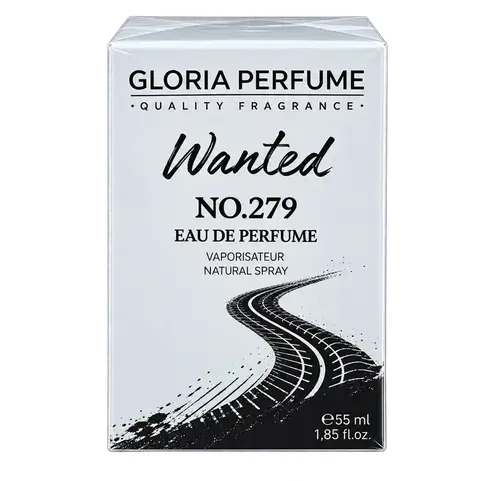 GLORIA PERFUME
• QUALITY FRAGRANCE •
Wanted
NO.279
EAU DE PERFUME
VAPORISATEUR
NATURAL SPRAY
℮55 ml
1,85 fl.oz.